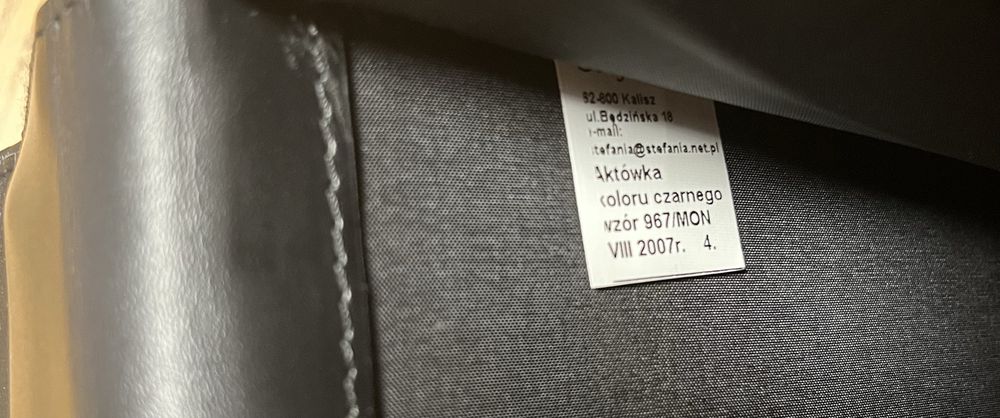 62-800 Kalisz
ul.Będzińska 18
-mail:
tefania@stefania.net.pl
Aktówka
koloru czarnego
wzór 967/MON
VIII 2007r. 4.